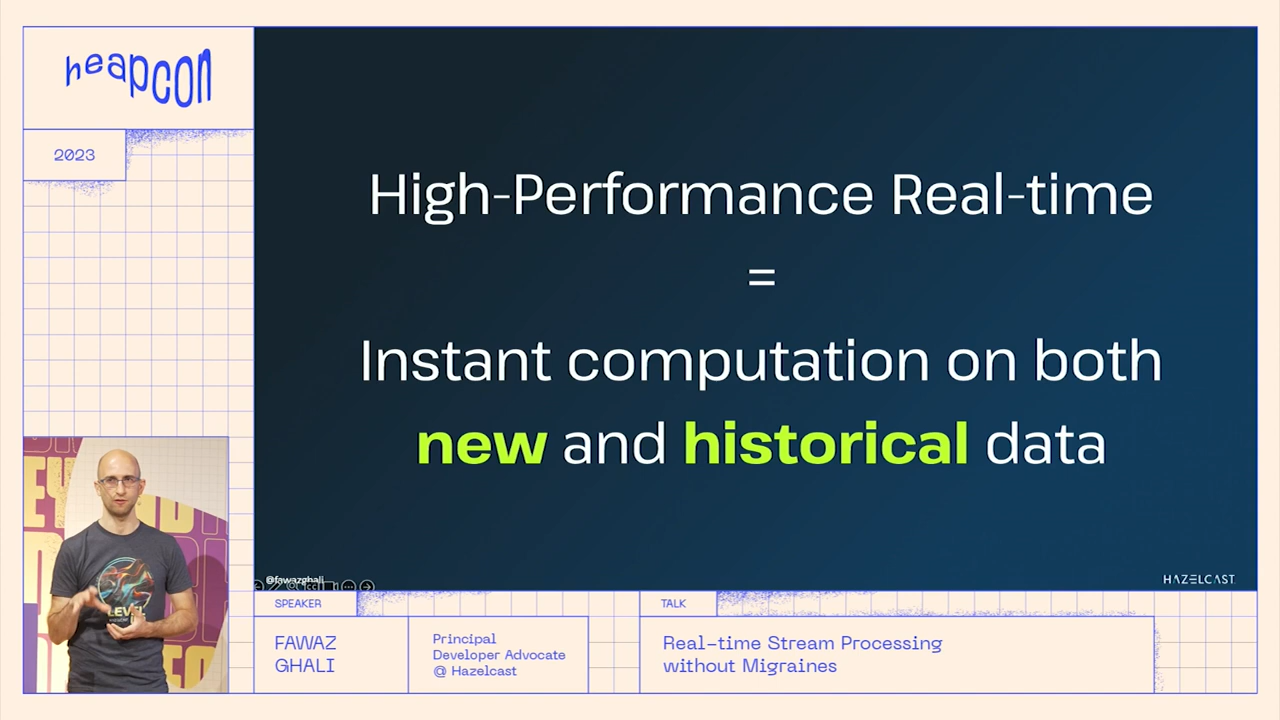 heapcon
2023
High-Performance Real-time
=
Instant computation on both
new and historical data
@fawazghali
HAZELCAST
LEVEL
SPEAKER
FAWAZ
GHALI
Principal
Developer Advocate
@ Hazelcast
TALK
Real-time Stream Processing
without Migraines